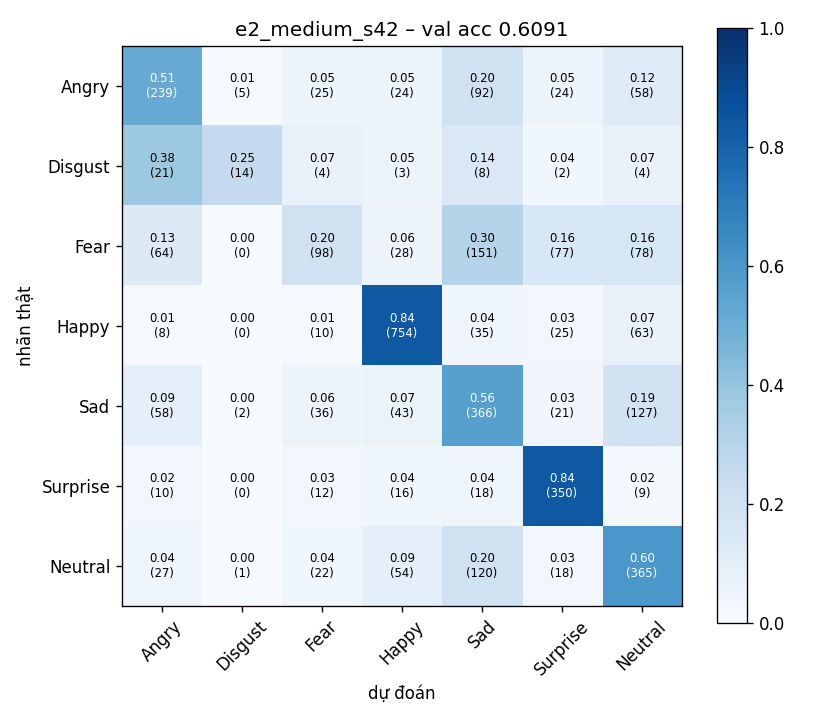 e2_medium_s42 – val acc 0.6091
nhãn thật
Angry
0.51 0.01 0.05 0.05 0.20 0.05 0.12
(239) (5) (25) (24) (92) (24) (58)
Disgust
0.38 0.25 0.07 0.05 0.14 0.04 0.07
(21) (14) (4) (3) (8) (2) (4)
Fear
0.13 0.00 0.20 0.06 0.30 0.16 0.16
(64) (0) (98) (28) (151) (77) (78)
Happy
0.01 0.00 0.01 0.84 0.04 0.03 0.07
(8) (0) (10) (754) (35) (25) (63)
Sad
0.09 0.00 0.06 0.07 0.56 0.03 0.19
(58) (2) (36) (43) (366) (21) (127)
Surprise
0.02 0.00 0.03 0.04 0.04 0.84 0.02
(10) (0) (12) (16) (18) (350) (9)
Neutral
0.04 0.00 0.04 0.09 0.20 0.03 0.60
(27) (1) (22) (54) (120) (18) (365)
Angry Disgust Fear Happy Sad Surprise Neutral
dự đoán
1.0
0.8
0.6
0.4
0.2
0.0